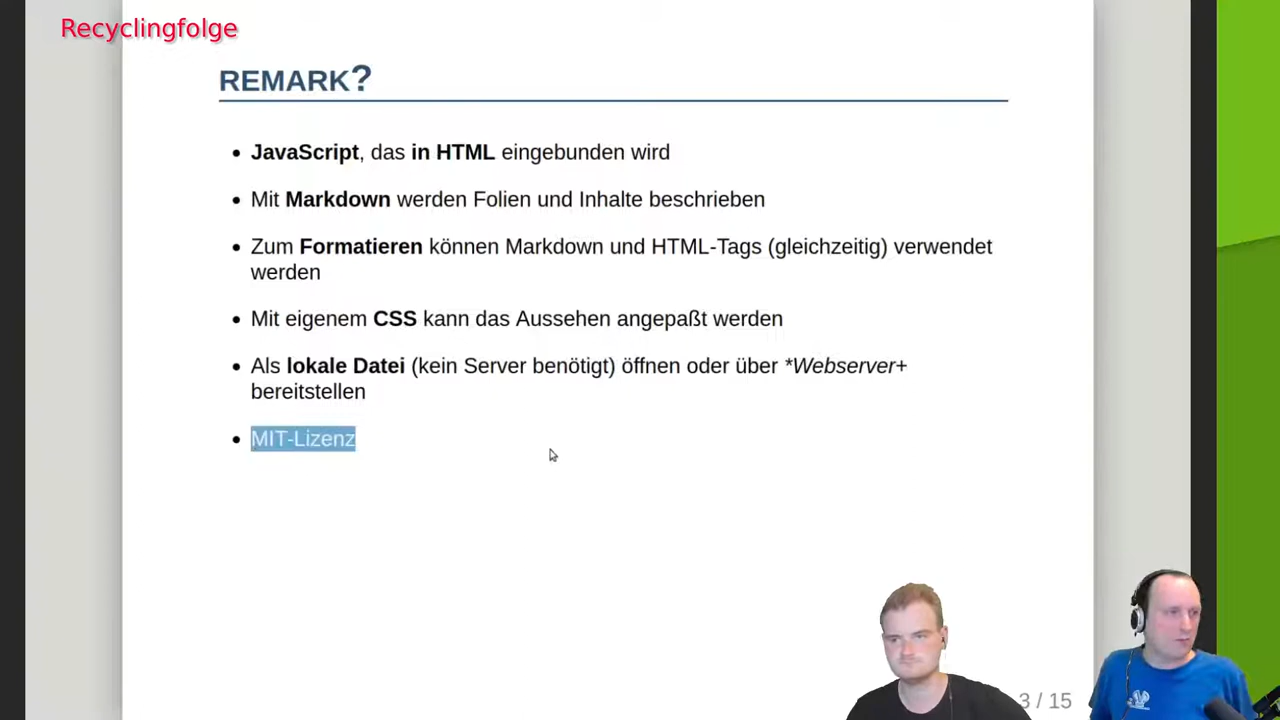 Recyclingfolge
REMARK?
JavaScript, das in HTML eingebunden wird
Mit Markdown werden Folien und Inhalte beschrieben
Zum Formatieren können Markdown und HTML-Tags (gleichzeitig) verwendet
werden
Mit eigenem CSS kann das Aussehen angepaßt werden
Als lokale Datei (kein Server benötigt) öffnen oder über *Webserver+
bereitstellen
MIT-Lizenz
3 / 15